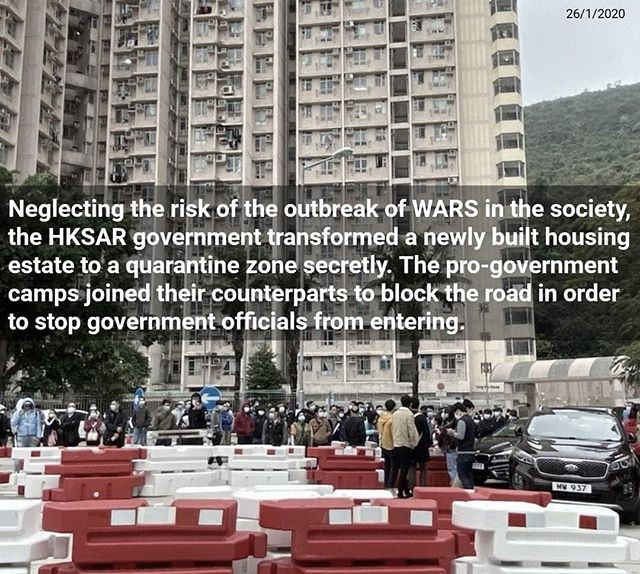 26/1/2020
Neglecting the risk of the outbreak of WARS in the society,
the HKSAR government transformed a newly built housing
estate to a quarantine zone secretly. The pro-government
camps joined their counterparts to block the road in order
to stop government officials from entering.
MW 937